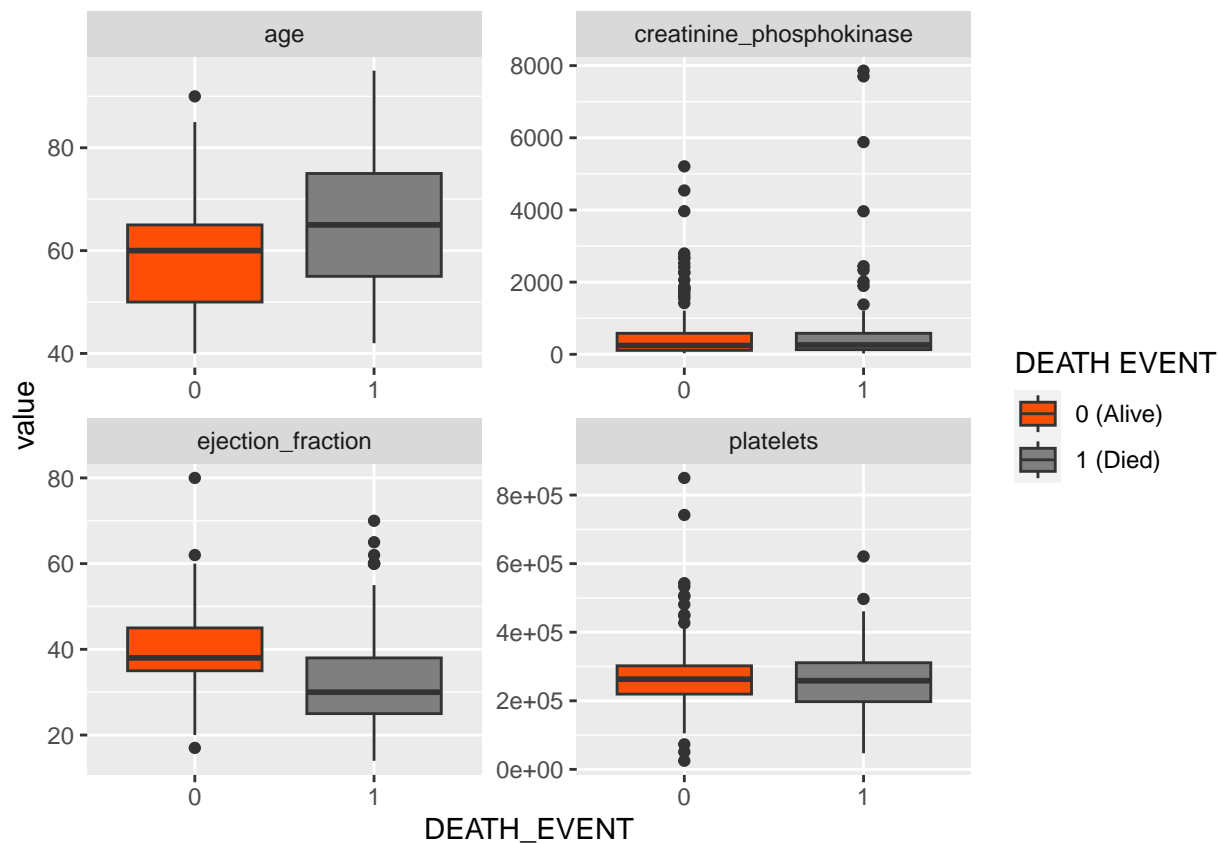 age
creatinine_phosphokinase
80
60
40
0
1
8000
6000
4000
2000
0
0
1
ejection_fraction
platelets
80
60
40
20
0
1
8e+05
6e+05
4e+05
2e+05
0e+00
0
1
value
DEATH_EVENT
DEATH EVENT
0 (Alive)
1 (Died)